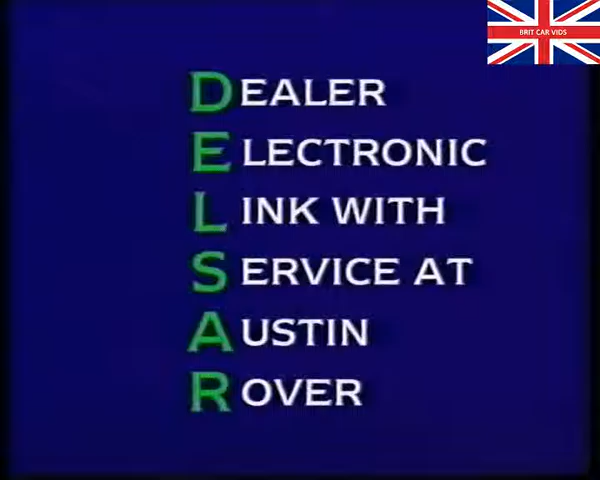 BRIT CAR VIDS
DEALER
ELECTRONIC
LINK WITH
SERVICE AT
AUSTIN
ROVER